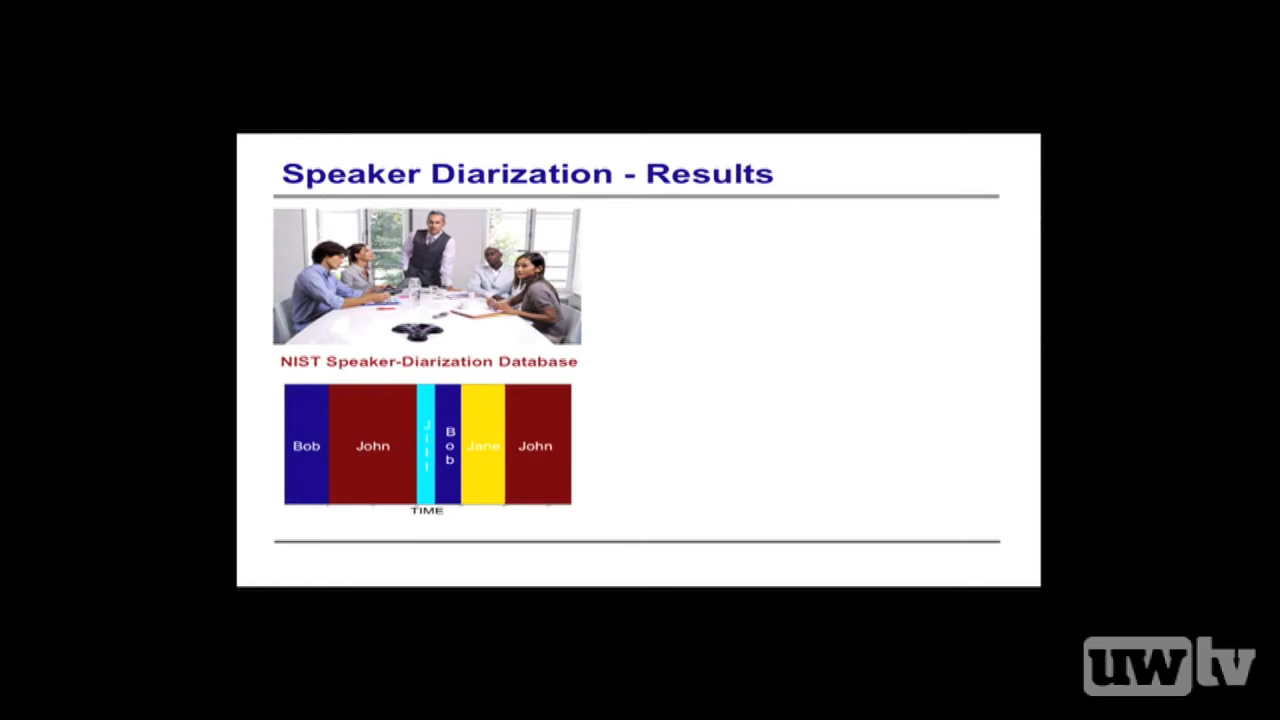 Speaker Diarization - Results
NIST Speaker-Diarization Database
Bob
John
Jill
Bob
Jane
John
TIME
uwtv